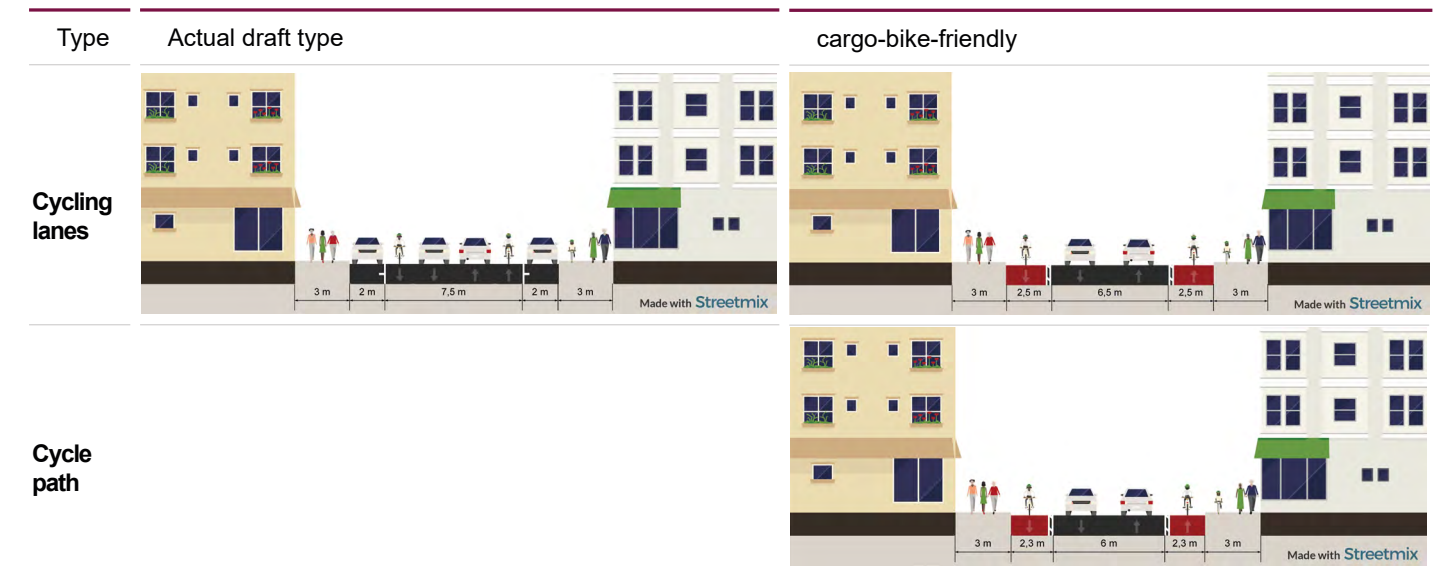 Type Actual draft type cargo-bike-friendly
Cycling
lanes
3 m 2 m 7,5 m 2 m 3 m
Made with Streetmix
3 m 2,5 m 6,5 m 2,5 m 3 m
Made with Streetmix
Cycle
path
3 m 2,3 m 6 m 2,3 m 3 m
Made with Streetmix